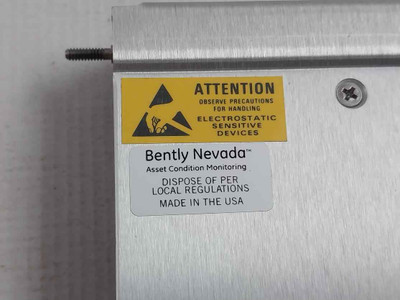 ATTENTION
OBSERVE PRECAUTIONS
FOR HANDLING
ELECTROSTATIC
SENSITIVE
DEVICES
Bently Nevada™
Asset Condition Monitoring
DISPOSE OF PER
LOCAL REGULATIONS
MADE IN THE USA